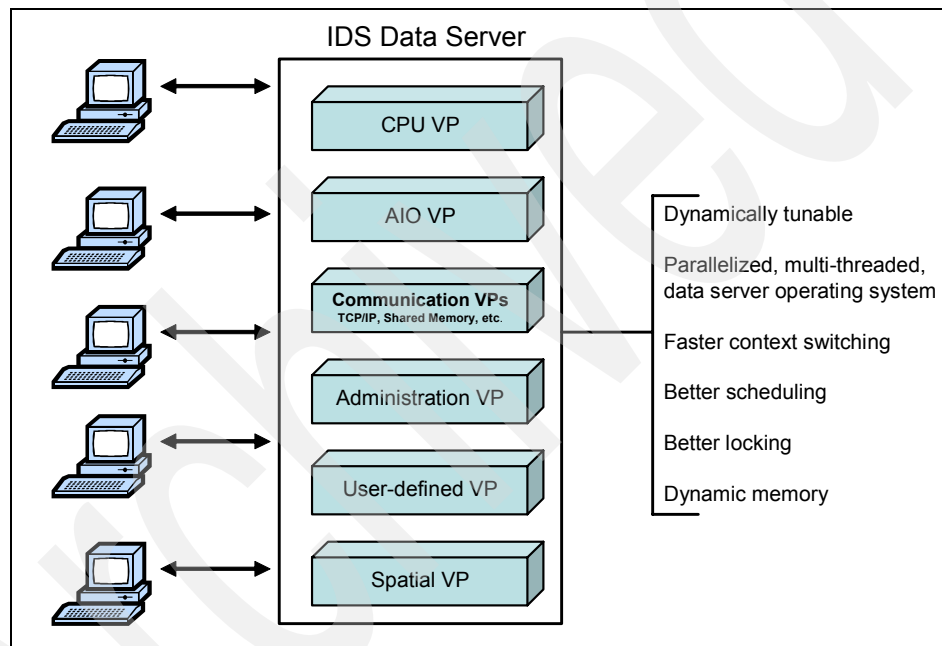 IDS Data Server
CPU VP
AIO VP
Communication VPs
TCP/IP, Shared Memory, etc.
Administration VP
User-defined VP
Spatial VP
Dynamically tunable
Parallelized, multi-threaded,
data server operating system
Faster context switching
Better scheduling
Better locking
Dynamic memory